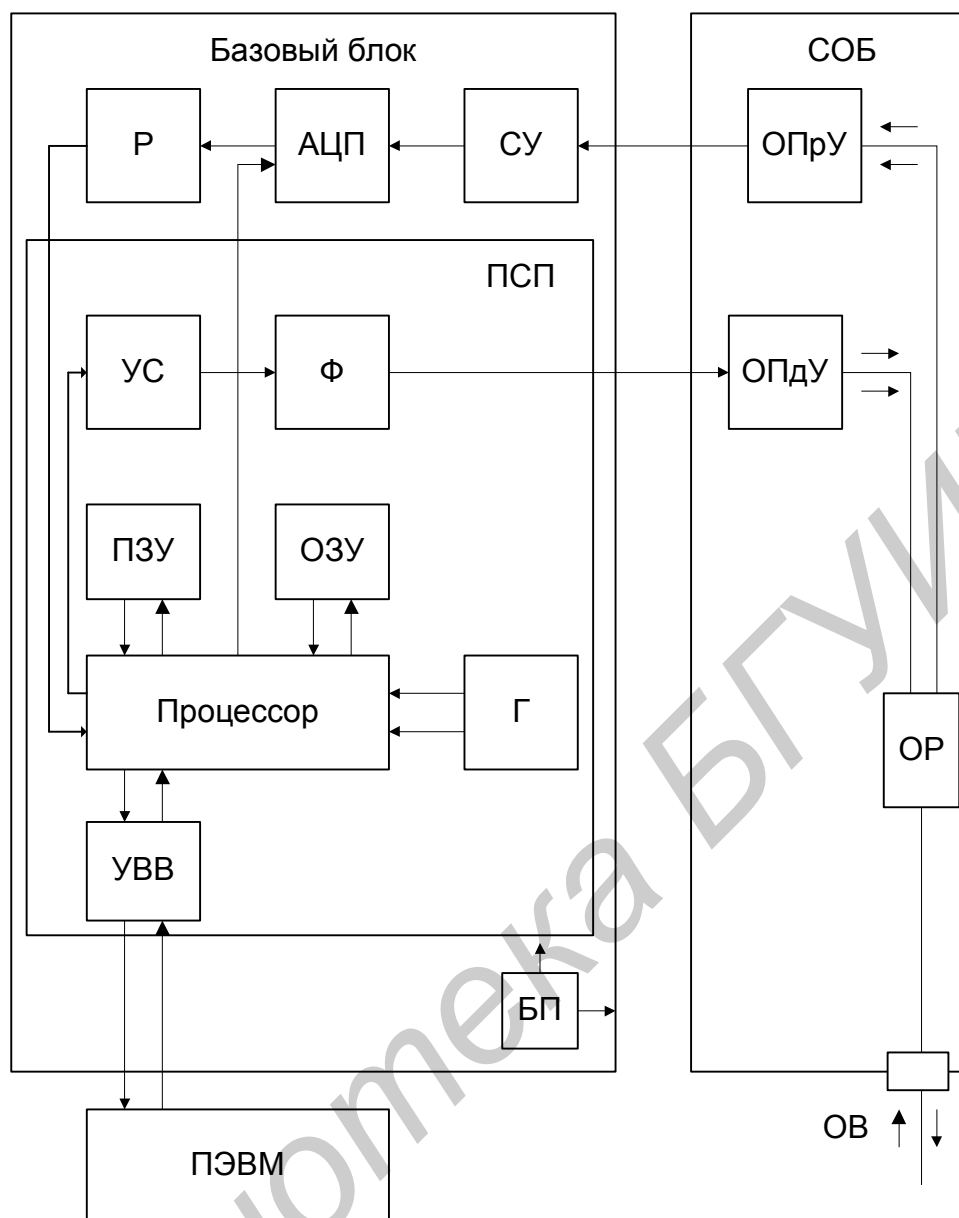 Базовый блок
СОБ
Р
АЦП
СУ
ОПрУ
ПСП
УС
Ф
ОПдУ
ПЗУ
ОЗУ
Процессор
Г
ОР
УВВ
БП
ОВ
ПЭВМ